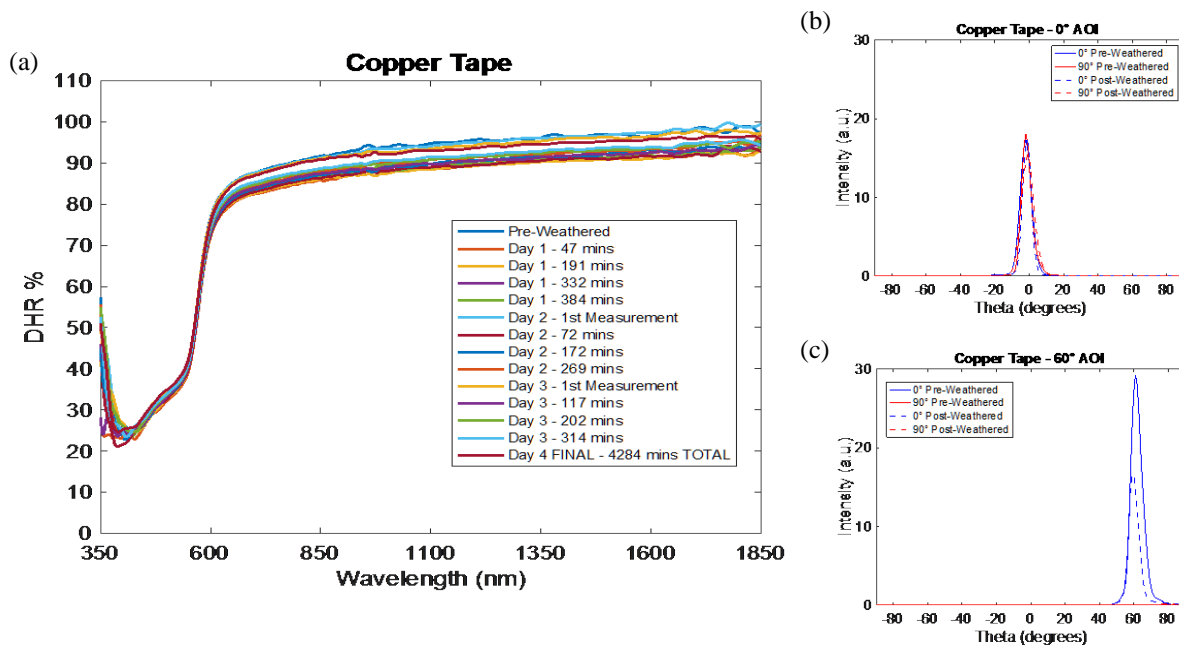 (a)
Copper Tape
110
100
90
80
70
60
50
40
30
20
10
0
DHR %
350 600 850 1100 1350 1600 1850
Wavelength (nm)
Pre-Weathered
Day 1 - 47 mins
Day 1 - 191 mins
Day 1 - 332 mins
Day 1 - 384 mins
Day 2 - 1st Measurement
Day 2 - 72 mins
Day 2 - 172 mins
Day 2 - 269 mins
Day 3 - 1st Measurement
Day 3 - 117 mins
Day 3 - 202 mins
Day 3 - 314 mins
Day 4 FINAL - 4284 mins TOTAL
(b)
Copper Tape - 0° AOI
30
20
10
0
Intensity (a.u.)
0° Pre-Weathered
90° Pre-Weathered
0° Post-Weathered
90° Post-Weathered
-80 -60 -40 -20 0 20 40 60 80
Theta (degrees)
(c)
Copper Tape - 60° AOI
30
20
10
0
Intensity (a.u.)
0° Pre-Weathered
90° Pre-Weathered
0° Post-Weathered
90° Post-Weathered
-80 -60 -40 -20 0 20 40 60 80
Theta (degrees)